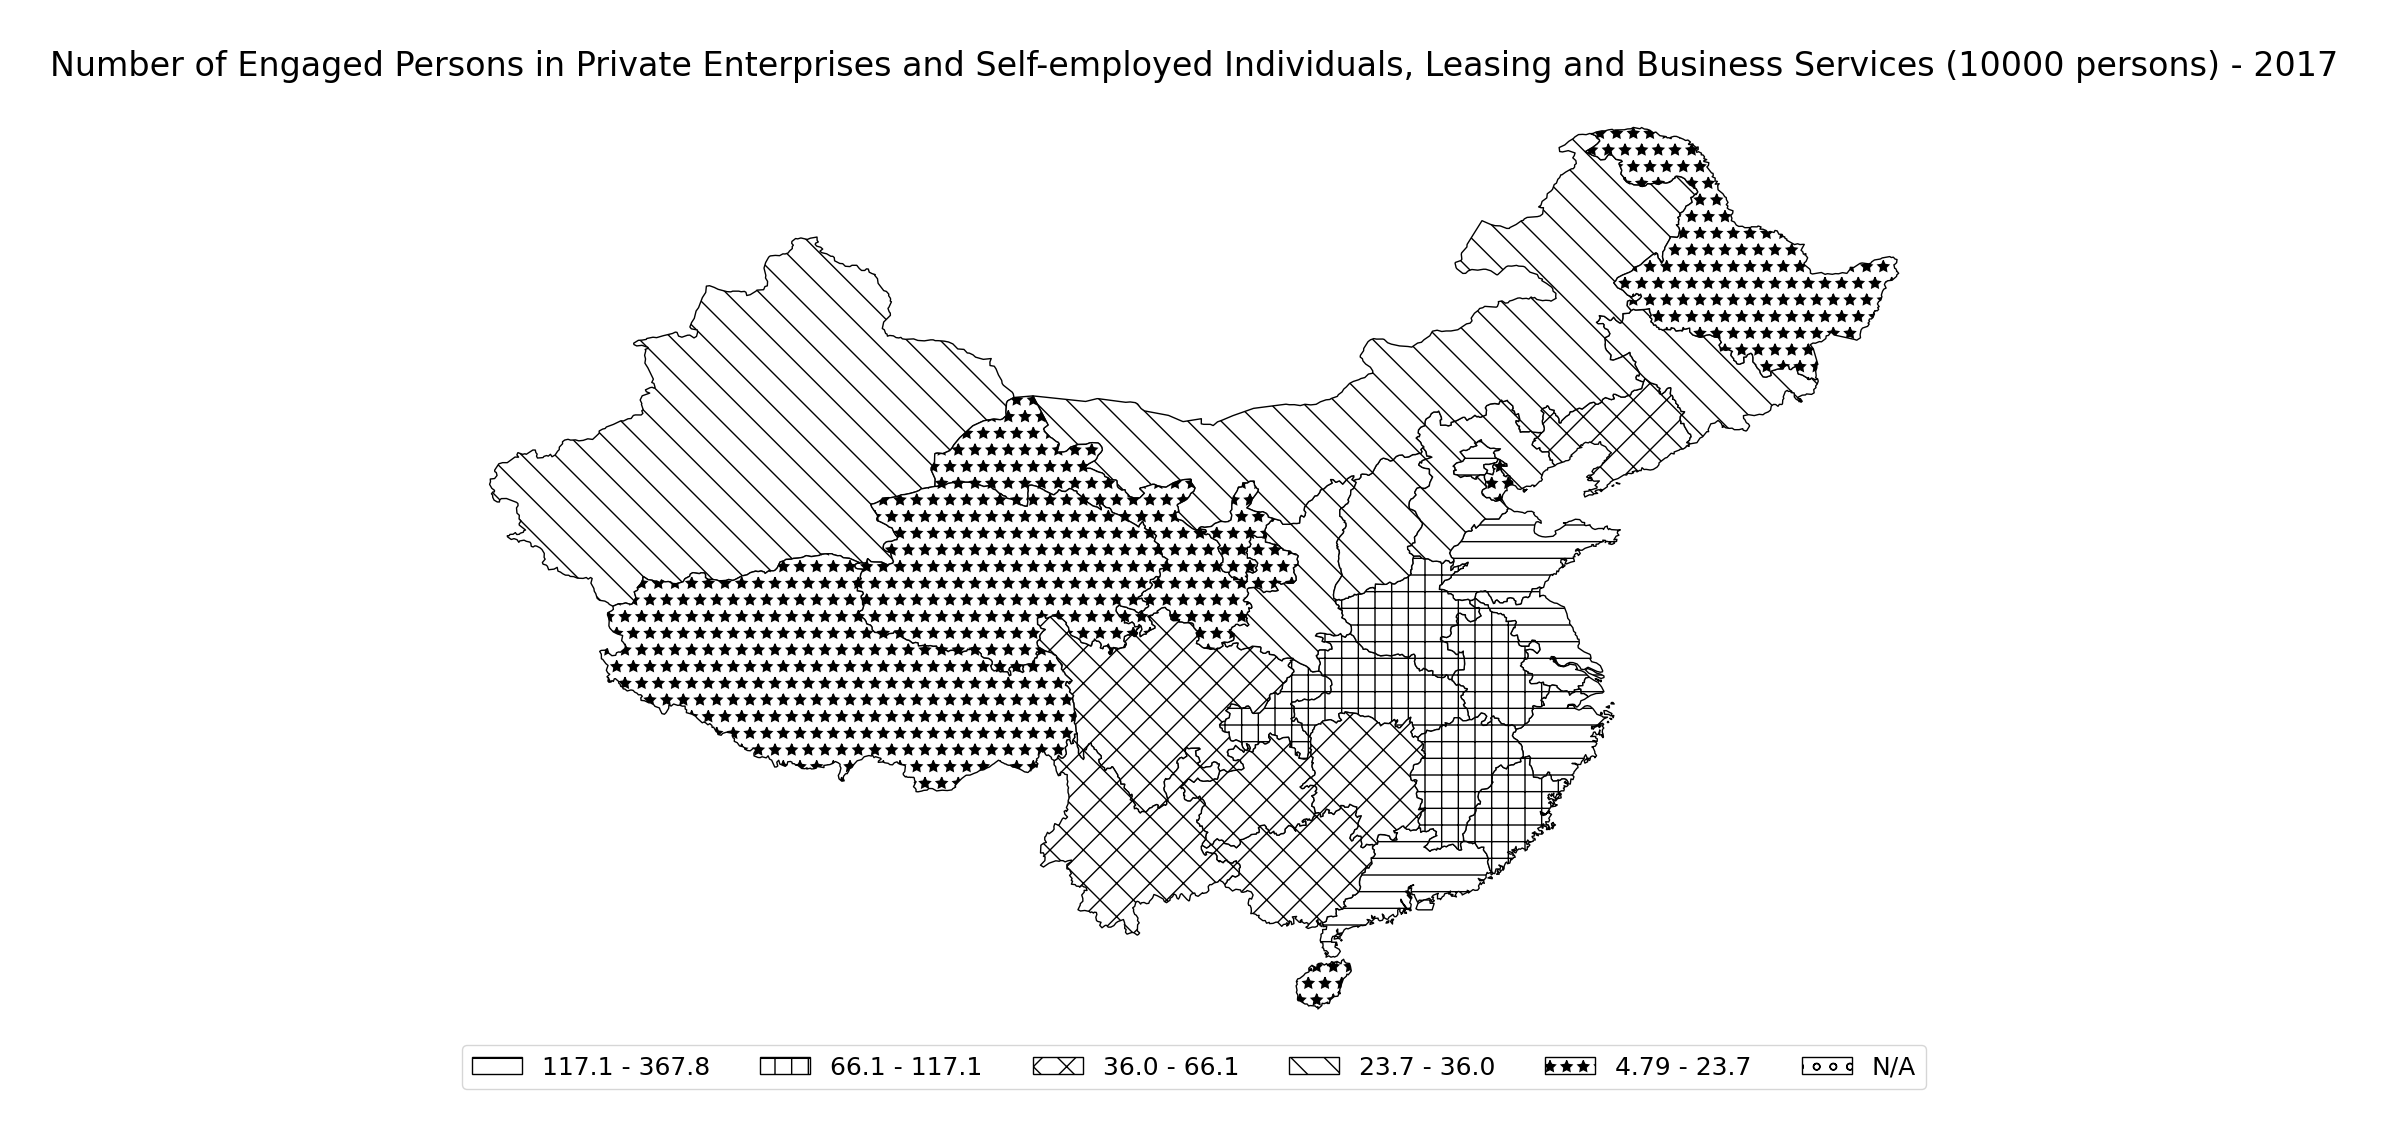 Number of Engaged Persons in Private Enterprises and Self-employed Individuals, Leasing and Business Services (10000 persons) - 2017
117.1 - 367.8 66.1 - 117.1 36.0 - 66.1 23.7 - 36.0 4.79 - 23.7 N/A